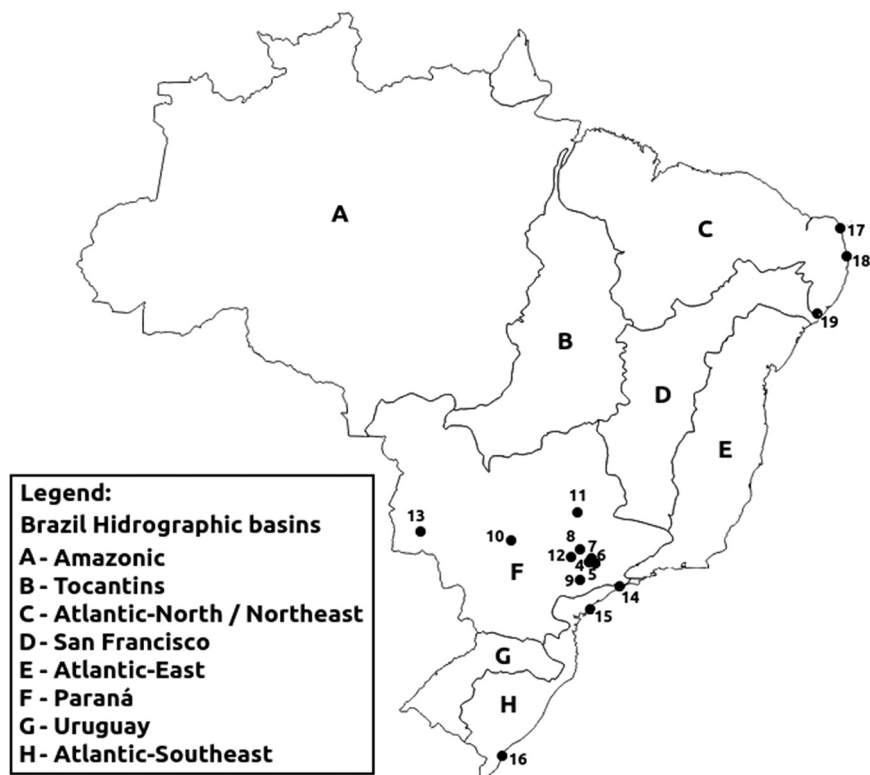 A
C
17
18
19
B
D
E
11
13
10
8
7
12
6
4
5
F
9
14
15
G
H
16
Legend:
Brazil Hidrographic basins
A - Amazonic
B - Tocantins
C - Atlantic-North / Northeast
D - San Francisco
E - Atlantic-East
F - Paraná
G - Uruguay
H - Atlantic-Southeast